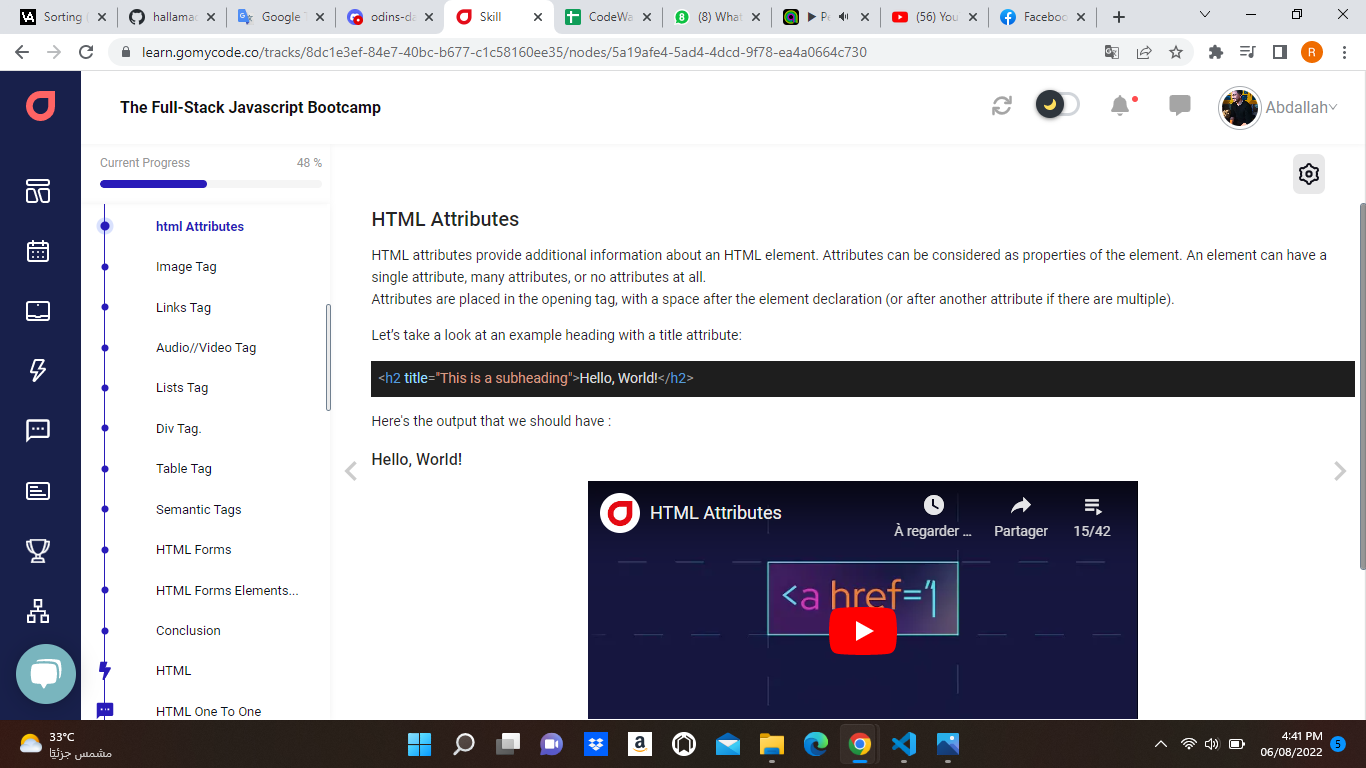 Sorting
hallamac
Google
odins-da
Skill
CodeWa
(8) What
(56) You
Faceboo
learn.gomycode.co/tracks/8dc1e3ef-84e7-40bc-b677-c1c58160ee35/nodes/5a19afe4-5ad4-4dcd-9f78-ea4a0664c730
R
The Full-Stack Javascript Bootcamp
Abdallah
Current Progress
48 %
html Attributes
Image Tag
Links Tag
Audio//Video Tag
Lists Tag
Div Tag.
Table Tag
Semantic Tags
HTML Forms
HTML Forms Elements...
Conclusion
HTML
HTML One To One
HTML Attributes
HTML attributes provide additional information about an HTML element. Attributes can be considered as properties of the element. An element can have a
single attribute, many attributes, or no attributes at all.
Attributes are placed in the opening tag, with a space after the element declaration (or after another attribute if there are multiple).
Let's take a look at an example heading with a title attribute:
<h2 title="This is a subheading">Hello, World!</h2>
Here's the output that we should have :
Hello, World!
HTML Attributes
À regarder ...
Partager
15/42
<a href="
33°C
مشمس جزئيًا
a
4:41 PM
06/08/2022
5